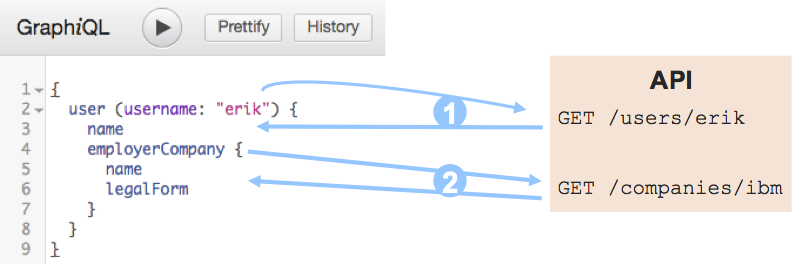 GraphiQL Prettify History
1 {
2 user (username: "erik") {
3 name
4 employerCompany {
5 name
6 legalForm
7 }
8 }
9 }
1
2
API
GET /users/erik
GET /companies/ibm